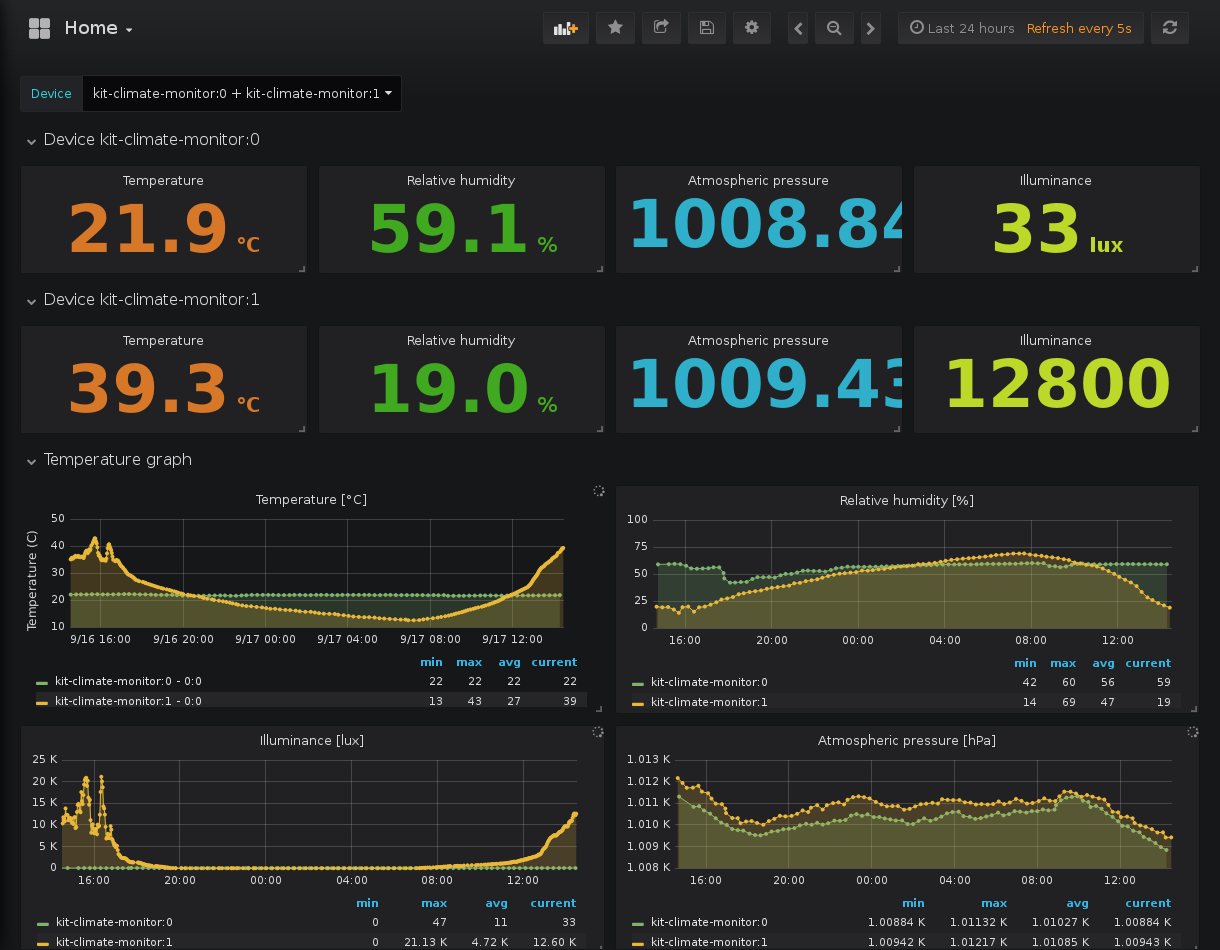 Home
Last 24 hours Refresh every 5s
Device kit-climate-monitor:0 + kit-climate-monitor:1
Device kit-climate-monitor:0
Temperature Relative humidity Atmospheric pressure Illuminance
21.9 °C 59.1 % 1008.84 33 lux
Device kit-climate-monitor:1
Temperature Relative humidity Atmospheric pressure Illuminance
39.3 °C 19.0 % 1009.43 12800
Temperature graph
Temperature [°C]
Temperature (C)
50
40
30
20
10
9/16 16:00 9/16 20:00 9/17 00:00 9/17 04:00 9/17 08:00 9/17 12:00
min max avg current
kit-climate-monitor:0 - 0:0 22 22 22 22
kit-climate-monitor:1 - 0:0 13 43 27 39
Relative humidity [%]
100
75
50
25
0
16:00 20:00 00:00 04:00 08:00 12:00
min max avg current
kit-climate-monitor:0 42 60 56 59
kit-climate-monitor:1 14 69 47 19
Illuminance [lux]
25 K
20 K
15 K
10 K
5 K
0
16:00 20:00 00:00 04:00 08:00 12:00
min max avg current
kit-climate-monitor:0 0 47 11 33
kit-climate-monitor:1 0 21.13 K 4.72 K 12.60 K
Atmospheric pressure [hPa]
1.013 K
1.012 K
1.011 K
1.010 K
1.009 K
1.008 K
16:00 20:00 00:00 04:00 08:00 12:00
min max avg current
kit-climate-monitor:0 1.00884 K 1.01132 K 1.01027 K 1.00884 K
kit-climate-monitor:1 1.00942 K 1.01217 K 1.01085 K 1.00943 K